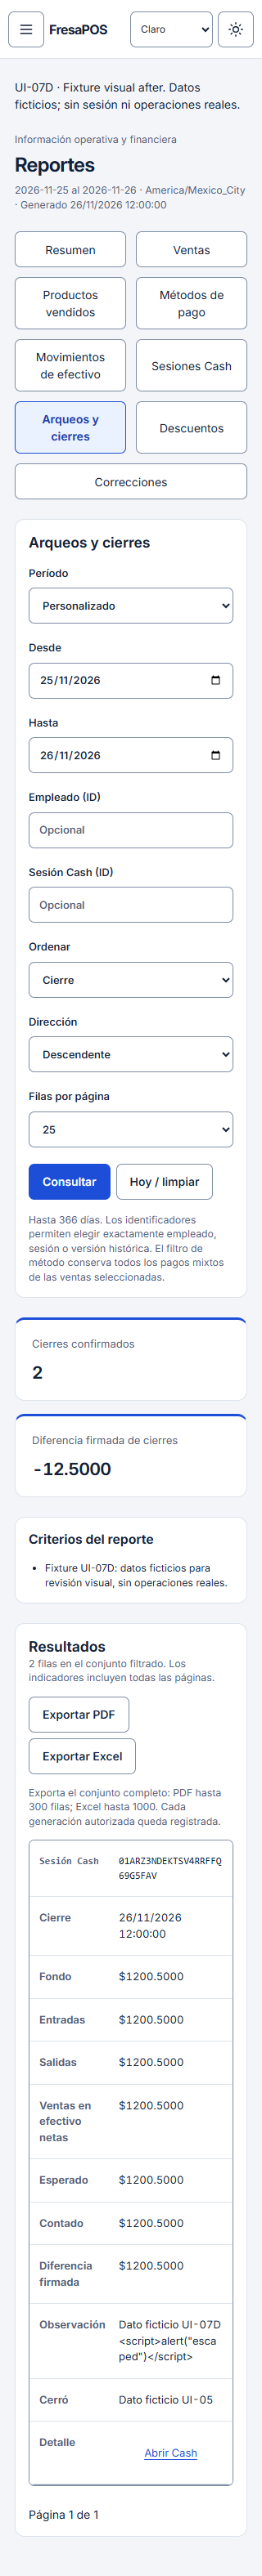 FresaPOS
Claro
UI-07D · Fixture visual after. Datos
ficticios; sin sesión ni operaciones reales.
Información operativa y financiera
Reportes
2026-11-25 al 2026-11-26 · America/Mexico_City
· Generado 26/11/2026 12:00:00
Resumen
Ventas
Productos
vendidos
Métodos de
pago
Movimientos
de efectivo
Sesiones Cash
Arqueos y
cierres
Descuentos
Correcciones
Arqueos y cierres
Período
Personalizado
Desde
25/11/2026
Hasta
26/11/2026
Empleado (ID)
Opcional
Sesión Cash (ID)
Opcional
Ordenar
Cierre
Dirección
Descendente
Filas por página
25
Consultar
Hoy / limpiar
Hasta 366 días. Los identificadores
permiten elegir exactamente empleado,
sesión o versión histórica. El filtro de
método conserva todos los pagos mixtos
de las ventas seleccionadas.
Cierres confirmados
2
Diferencia firmada de cierres
-12.5000
Criterios del reporte
• Fixture UI-07D: datos ficticios para
revisión visual, sin operaciones reales.
Resultados
2 filas en el conjunto filtrado. Los
indicadores incluyen todas las páginas.
Exportar PDF
Exportar Excel
Exporta el conjunto completo: PDF hasta
300 filas; Excel hasta 1000. Cada
generación autorizada queda registrada.
Sesión Cash 01ARZ3NDEKTSV4RRFFQ
69G5FAV
Cierre 26/11/2026
12:00:00
Fondo $1200.5000
Entradas $1200.5000
Salidas $1200.5000
Ventas en $1200.5000
efectivo
netas
Esperado $1200.5000
Contado $1200.5000
Diferencia $1200.5000
firmada
Observación Dato ficticio UI-07D
<script>alert("esca
ped")</script>
Cerró Dato ficticio UI-05
Detalle
Abrir Cash
Página 1 de 1